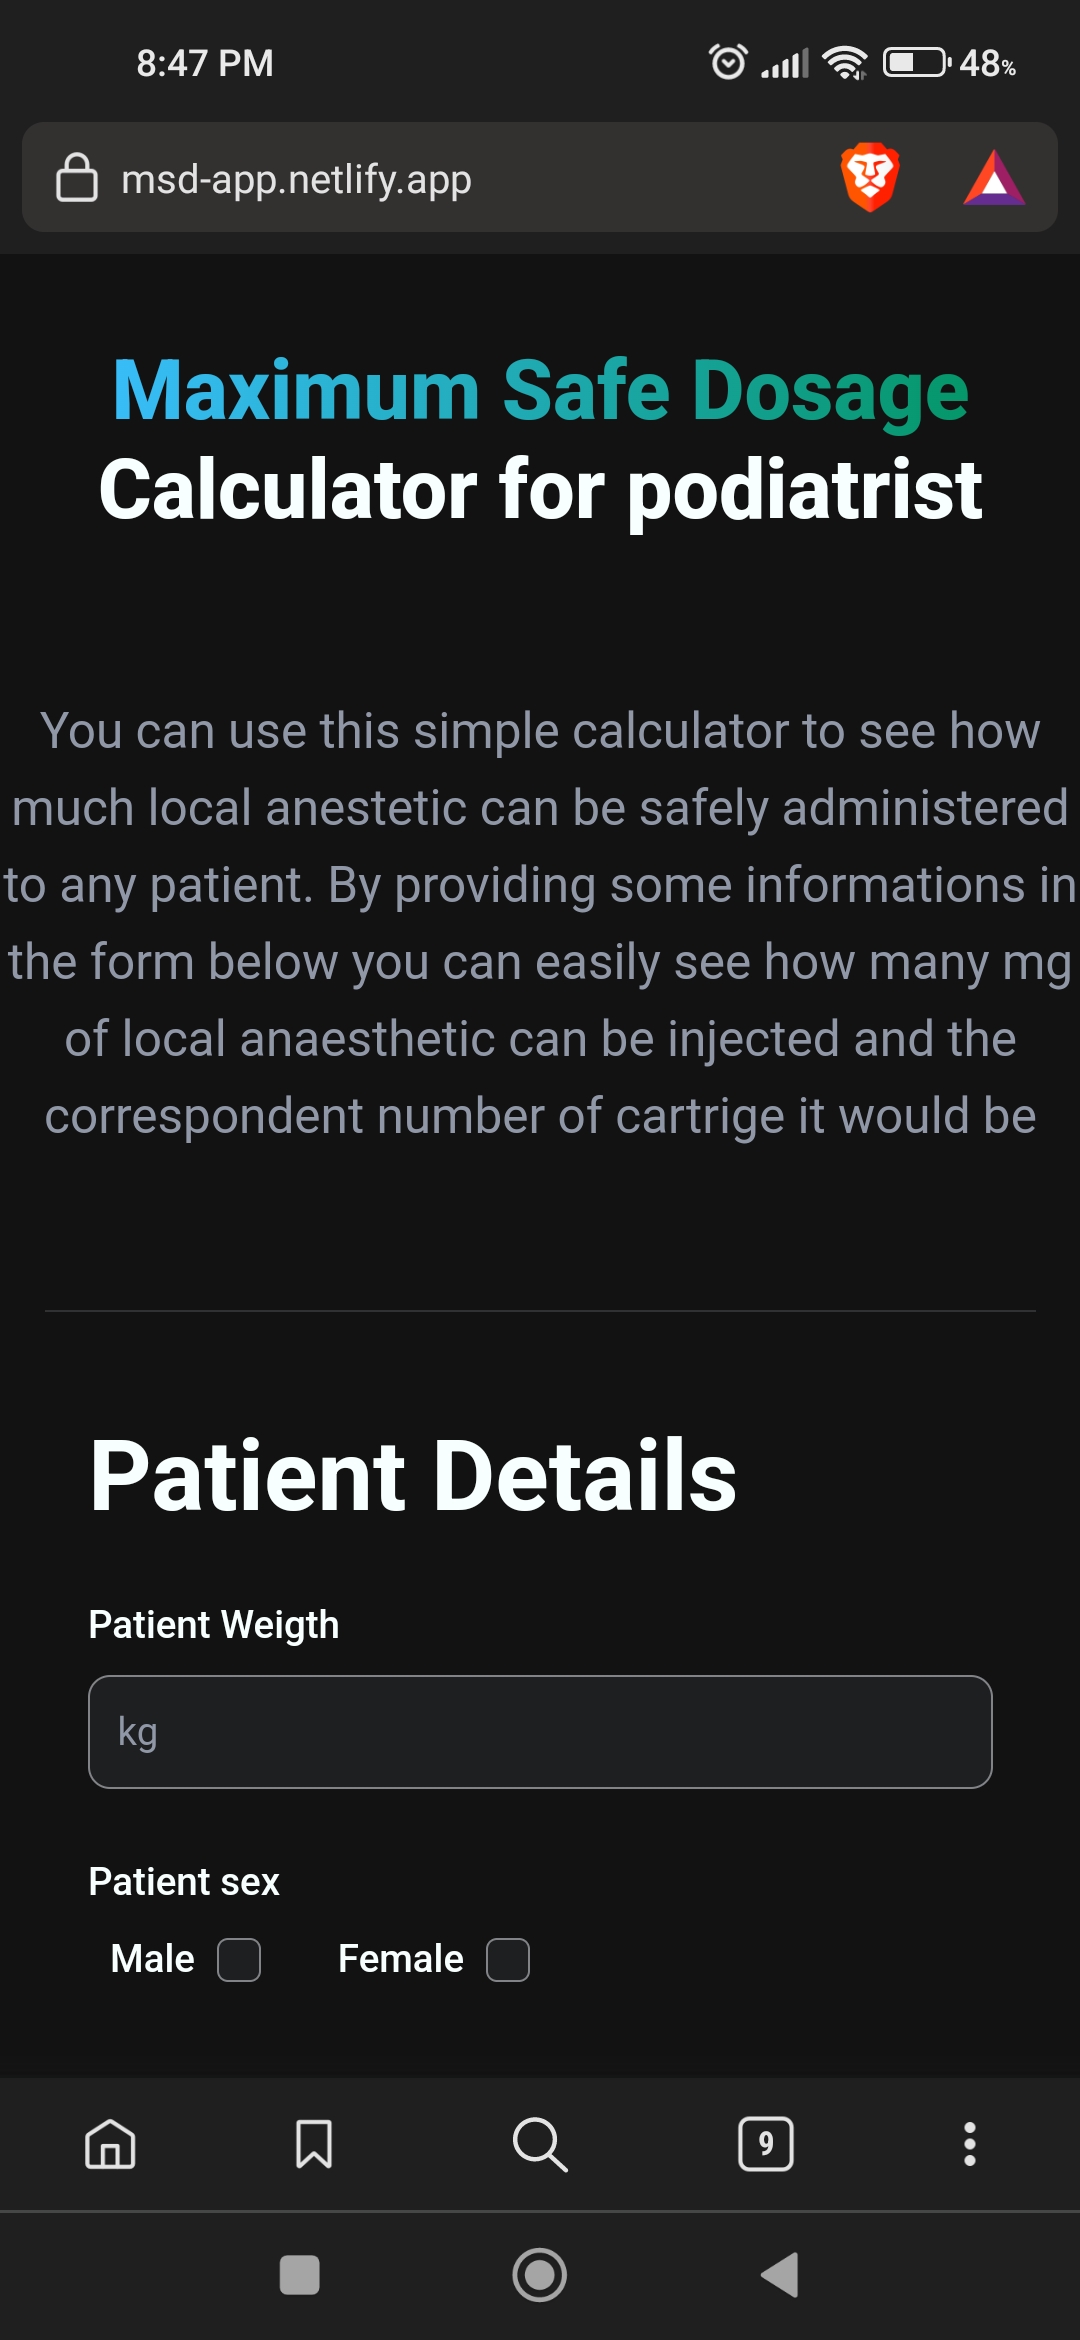 8:47 PM 48%
msd-app.netlify.app
Maximum Safe Dosage
Calculator for podiatrist
You can use this simple calculator to see how
much local anestetic can be safely administered
to any patient. By providing some informations in
the form below you can easily see how many mg
of local anaesthetic can be injected and the
correspondent number of cartrige it would be
Patient Details
Patient Weigth
kg
Patient sex
Male Female
9